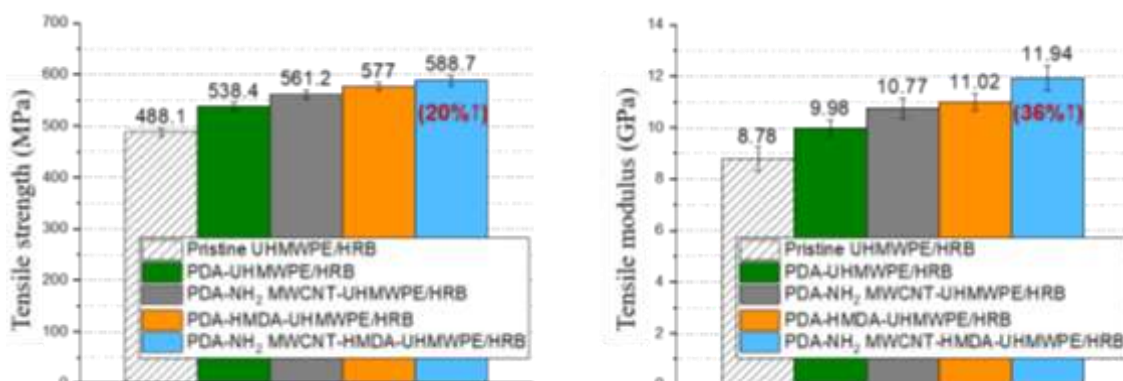 Tensile strength (MPa)
700
600
500
400
300
200
100
0
488.1
538.4
561.2
577
588.7
(20%↑)
Pristine UHMWPE/HRB
PDA-UHMWPE/HRB
PDA-NH₂ MWCNT-UHMWPE/HRB
PDA-HMDA-UHMWPE/HRB
PDA-NH₂ MWCNT-HMDA-UHMWPE/HRB
Tensile modulus (GPa)
14
12
10
8
6
4
2
0
8.78
9.98
10.77
11.02
11.94
(36%↑)
Pristine UHMWPE/HRB
PDA-UHMWPE/HRB
PDA-NH₂ MWCNT-UHMWPE/HRB
PDA-HMDA-UHMWPE/HRB
PDA-NH₂ MWCNT-HMDA-UHMWPE/HRB